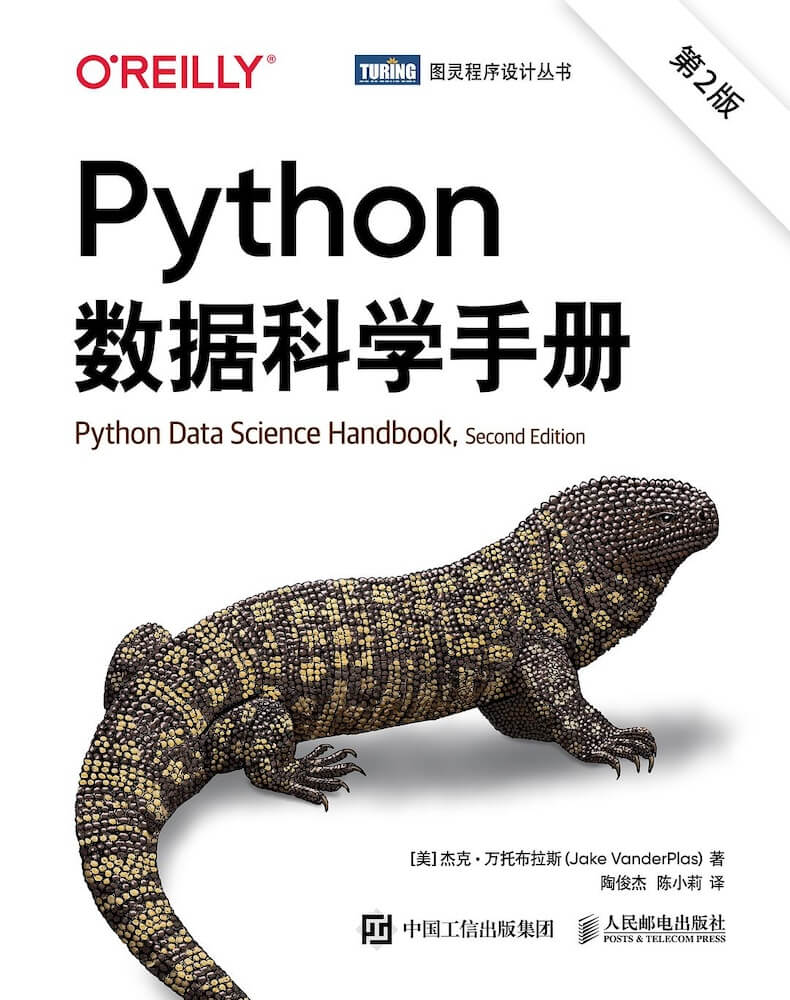 O'REILLY®
TURING 图灵程序设计丛书
第2版
Python
数据科学手册
Python Data Science Handbook, Second Edition
[美] 杰克·万托布拉斯 (Jake VanderPlas) 著
陶俊杰 陈小莉 译
中国工信出版集团 人民邮电出版社
POSTS & TELECOM PRESS